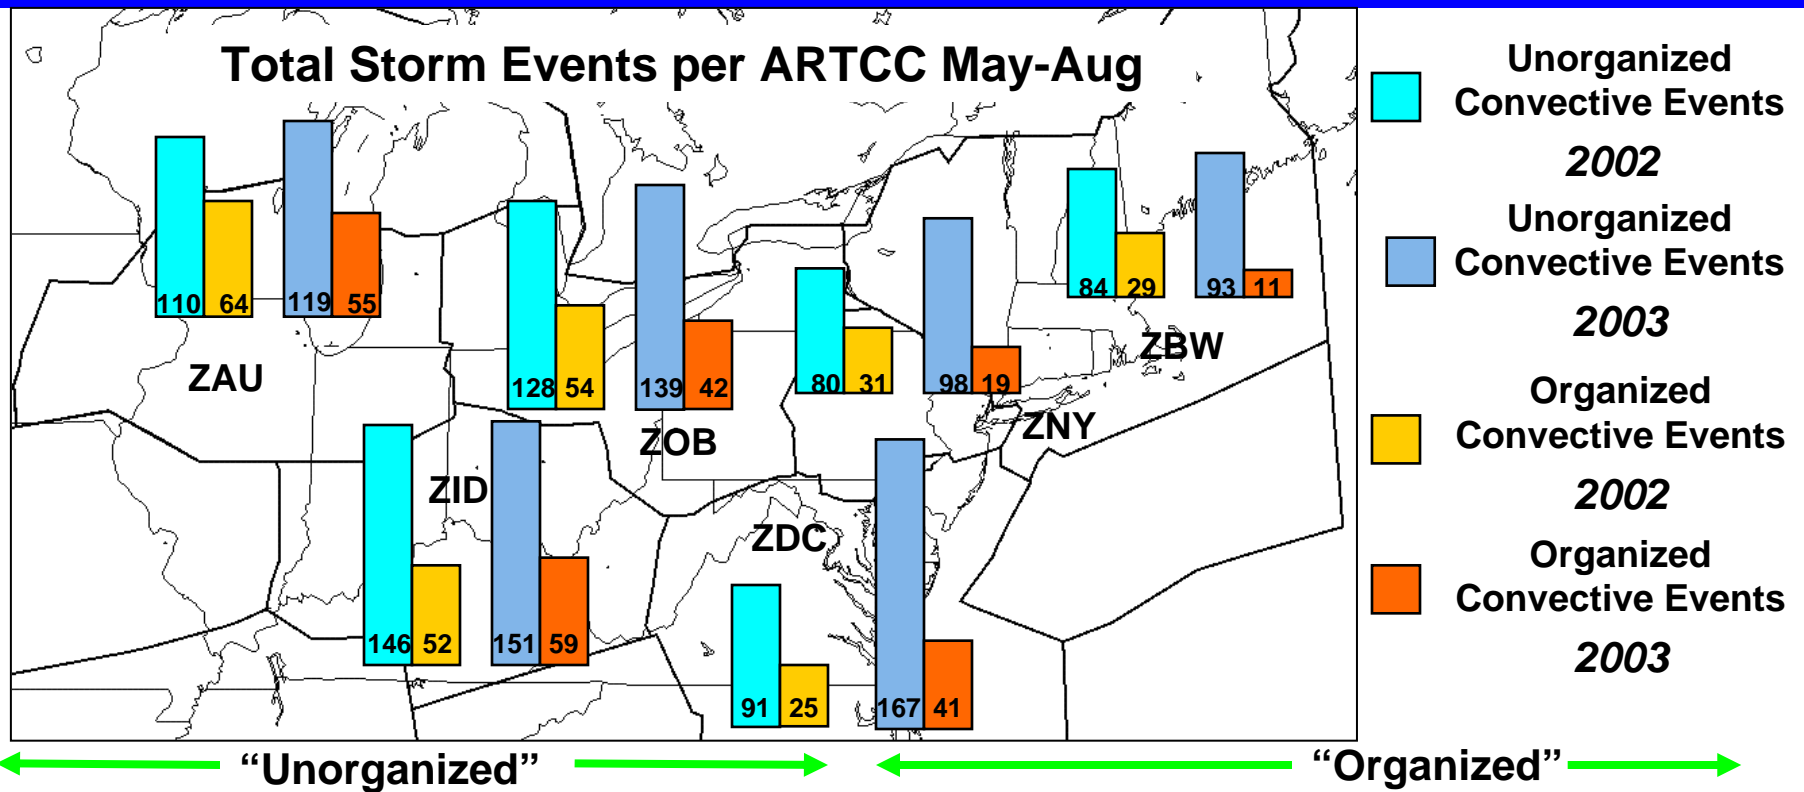 Total Storm Events per ARTCC May-Aug
Unorganized
Convective Events
2002
Unorganized
Convective Events
2003
Organized
Convective Events
2002
Organized
Convective Events
2003
110 64 119 55
ZAU
84 29 93 11
ZBW
128 54 139 42
ZOB
80 31 98 19
ZNY
146 52 151 59
ZID
91 25 167 41
ZDC
“Unorganized”
“Organized”